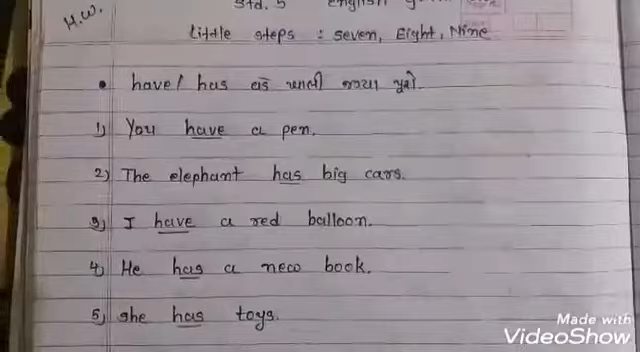 H.W.
Std. 5 English
Little steps : seven, Eight, Nine
• have / has વડે ખાલી જગ્યા પૂરો.
1) You have a pen.
2) The elephant has big ears.
3) I have a red balloon.
4) He has a new book.
5) she has toys.
Made with
VideoShow